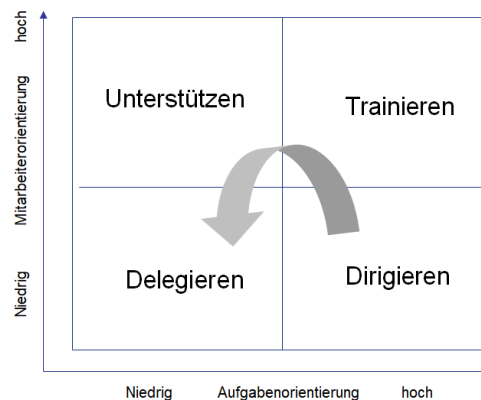 hoch
Mitarbeiterorientierung
Niedrig
Unterstützen
Trainieren
Delegieren
Dirigieren
Niedrig Aufgabenorientierung hoch